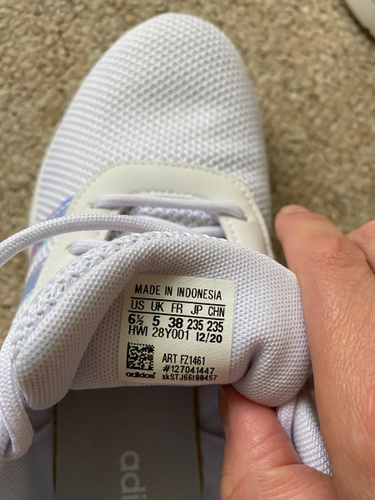 MADE IN INDONESIA
US UK FR JP CHN
6½ 5 38 235 235
HWI 28Y001 12/20
ART FZ1461
#127041447
adidas
adid